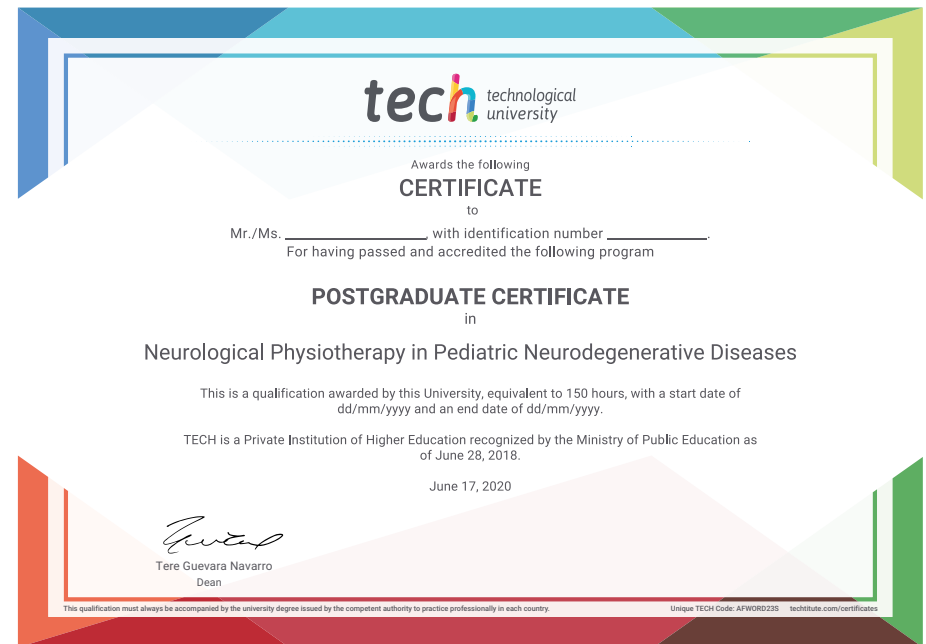 tech technological
university
Awards the following
CERTIFICATE
to
Mr./Ms. ____________________, with identification number ______________.
For having passed and accredited the following program
POSTGRADUATE CERTIFICATE
in
Neurological Physiotherapy in Pediatric Neurodegenerative Diseases
This is a qualification awarded by this University, equivalent to 150 hours, with a start date of
dd/mm/yyyy and an end date of dd/mm/yyyy.
TECH is a Private Institution of Higher Education recognized by the Ministry of Public Education as
of June 28, 2018.
June 17, 2020
Tere Guevara Navarro
Dean
This qualification must always be accompanied by the university degree issued by the competent authority to practice professionally in each country. Unique TECH Code: AFWORD23S techtitute.com/certificates